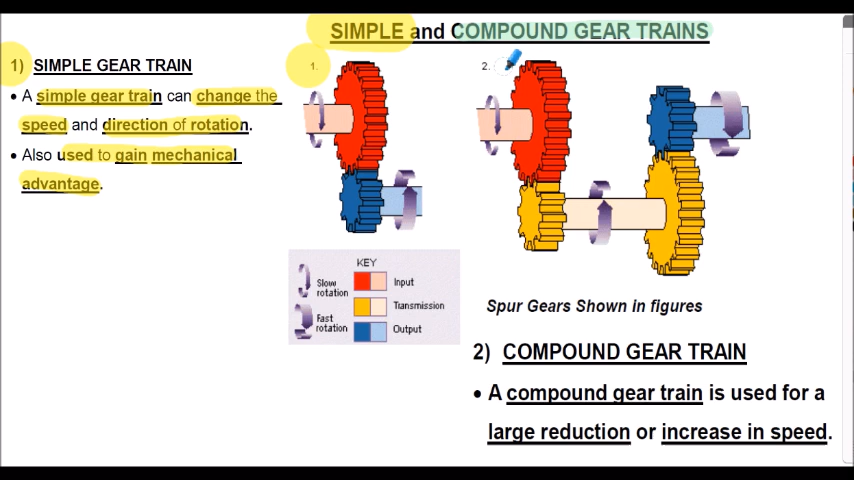 SIMPLE and COMPOUND GEAR TRAINS
1) SIMPLE GEAR TRAIN
• A simple gear train can change the
speed and direction of rotation.
• Also used to gain mechanical
advantage.
1.
2.
KEY
Slow
rotation
Fast
rotation
Input
Transmission
Output
Spur Gears Shown in figures
2) COMPOUND GEAR TRAIN
• A compound gear train is used for a
large reduction or increase in speed.